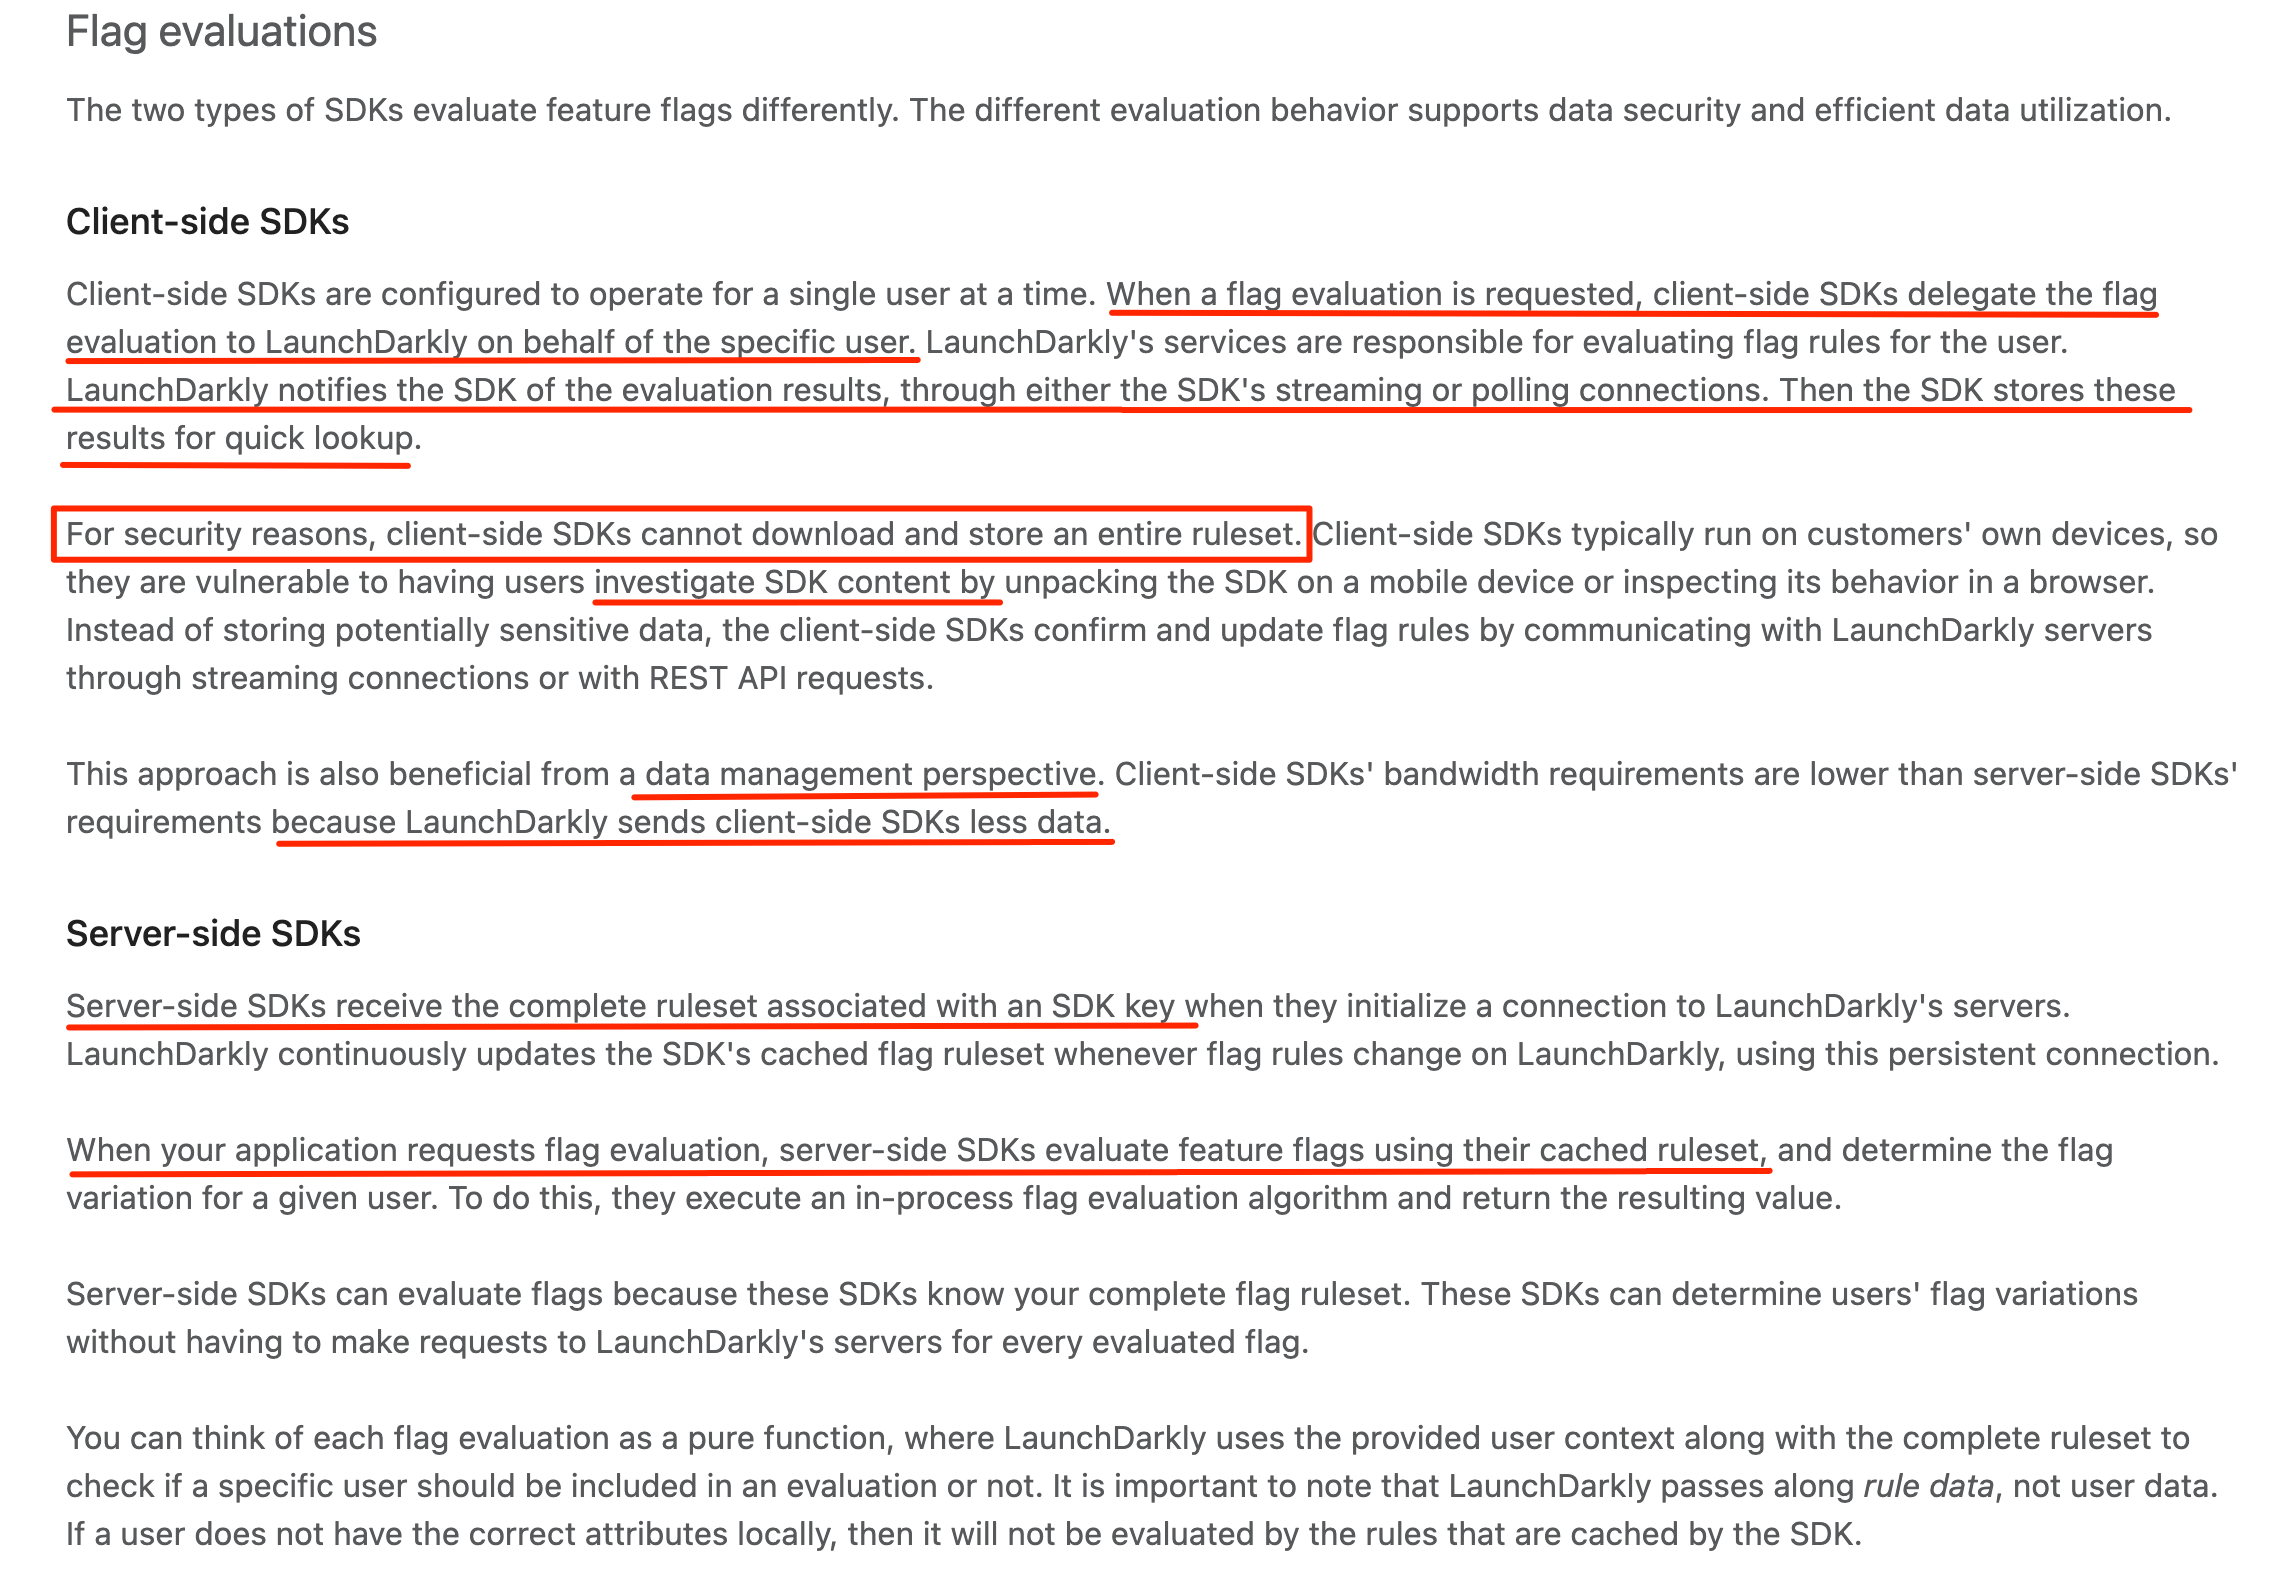 Flag evaluations
The two types of SDKs evaluate feature flags differently. The different evaluation behavior supports data security and efficient data utilization.
Client-side SDKs
Client-side SDKs are configured to operate for a single user at a time. When a flag evaluation is requested, client-side SDKs delegate the flag
evaluation to LaunchDarkly on behalf of the specific user. LaunchDarkly's services are responsible for evaluating flag rules for the user.
LaunchDarkly notifies the SDK of the evaluation results, through either the SDK's streaming or polling connections. Then the SDK stores these
results for quick lookup.
For security reasons, client-side SDKs cannot download and store an entire ruleset. Client-side SDKs typically run on customers' own devices, so
they are vulnerable to having users investigate SDK content by unpacking the SDK on a mobile device or inspecting its behavior in a browser.
Instead of storing potentially sensitive data, the client-side SDKs confirm and update flag rules by communicating with LaunchDarkly servers
through streaming connections or with REST API requests.
This approach is also beneficial from a data management perspective. Client-side SDKs' bandwidth requirements are lower than server-side SDKs'
requirements because LaunchDarkly sends client-side SDKs less data.
Server-side SDKs
Server-side SDKs receive the complete ruleset associated with an SDK key when they initialize a connection to LaunchDarkly's servers.
LaunchDarkly continuously updates the SDK's cached flag ruleset whenever flag rules change on LaunchDarkly, using this persistent connection.
When your application requests flag evaluation, server-side SDKs evaluate feature flags using their cached ruleset, and determine the flag
variation for a given user. To do this, they execute an in-process flag evaluation algorithm and return the resulting value.
Server-side SDKs can evaluate flags because these SDKs know your complete flag ruleset. These SDKs can determine users' flag variations
without having to make requests to LaunchDarkly's servers for every evaluated flag.
You can think of each flag evaluation as a pure function, where LaunchDarkly uses the provided user context along with the complete ruleset to
check if a specific user should be included in an evaluation or not. It is important to note that LaunchDarkly passes along rule data, not user data.
If a user does not have the correct attributes locally, then it will not be evaluated by the rules that are cached by the SDK.